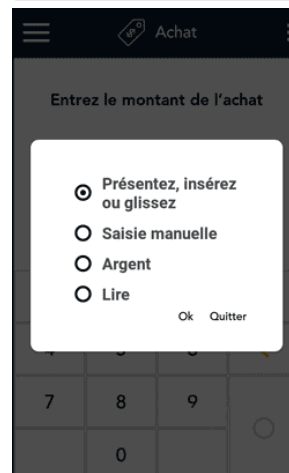 Achat
Entrez le montant de l'achat
Présentez, insérez
ou glissez
Saisie manuelle
Argent
Lire
Ok Quitter
7 8 9
0